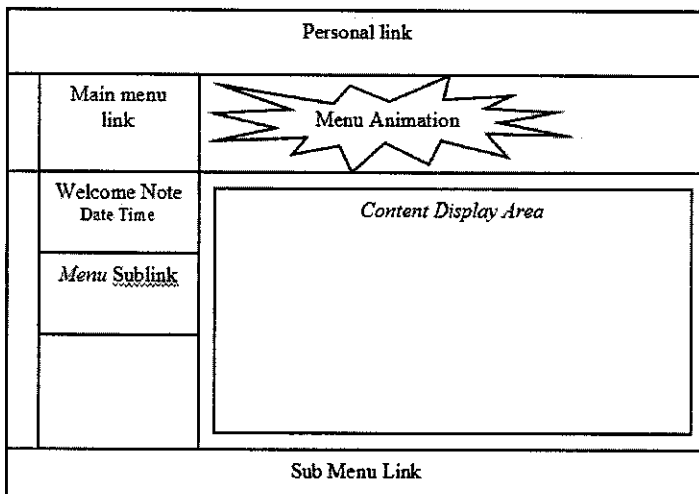 Personal link
Main menu
link
Menu Animation
Welcome Note
Date Time
Content Display Area
Menu Sublink
Sub Menu Link